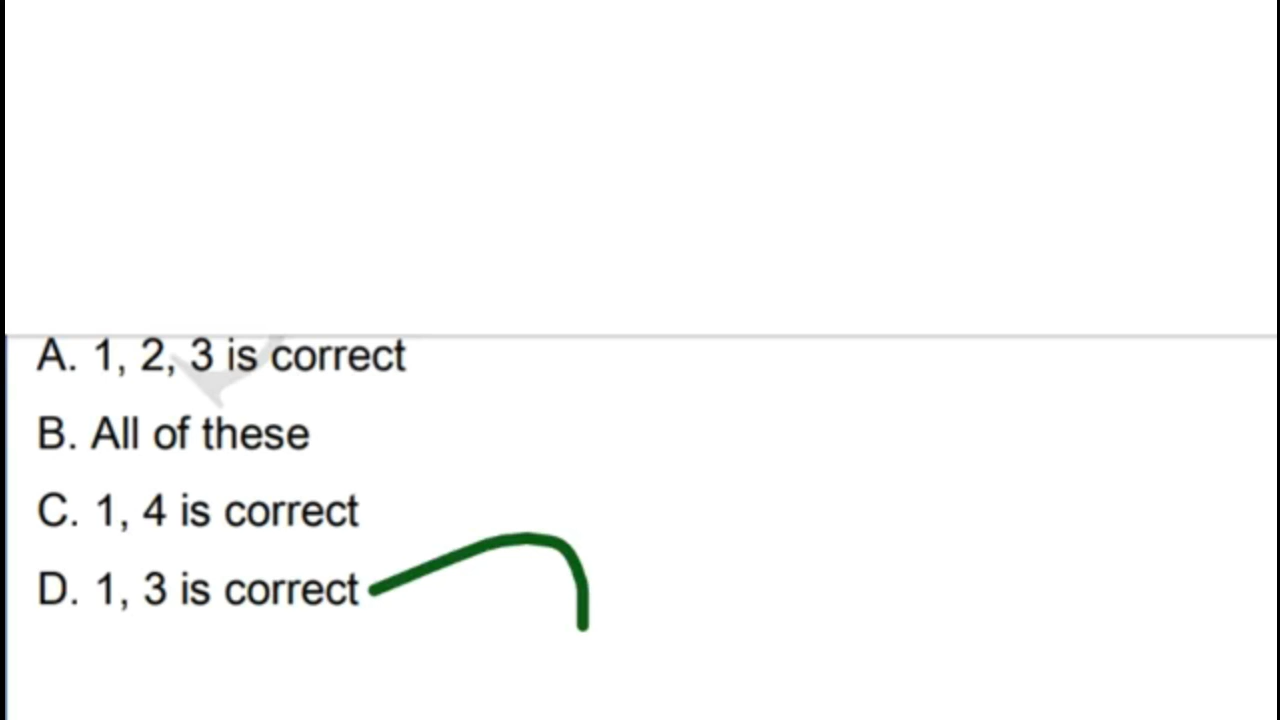 A. 1, 2, 3 is correct
B. All of these
C. 1, 4 is correct
D. 1, 3 is correct